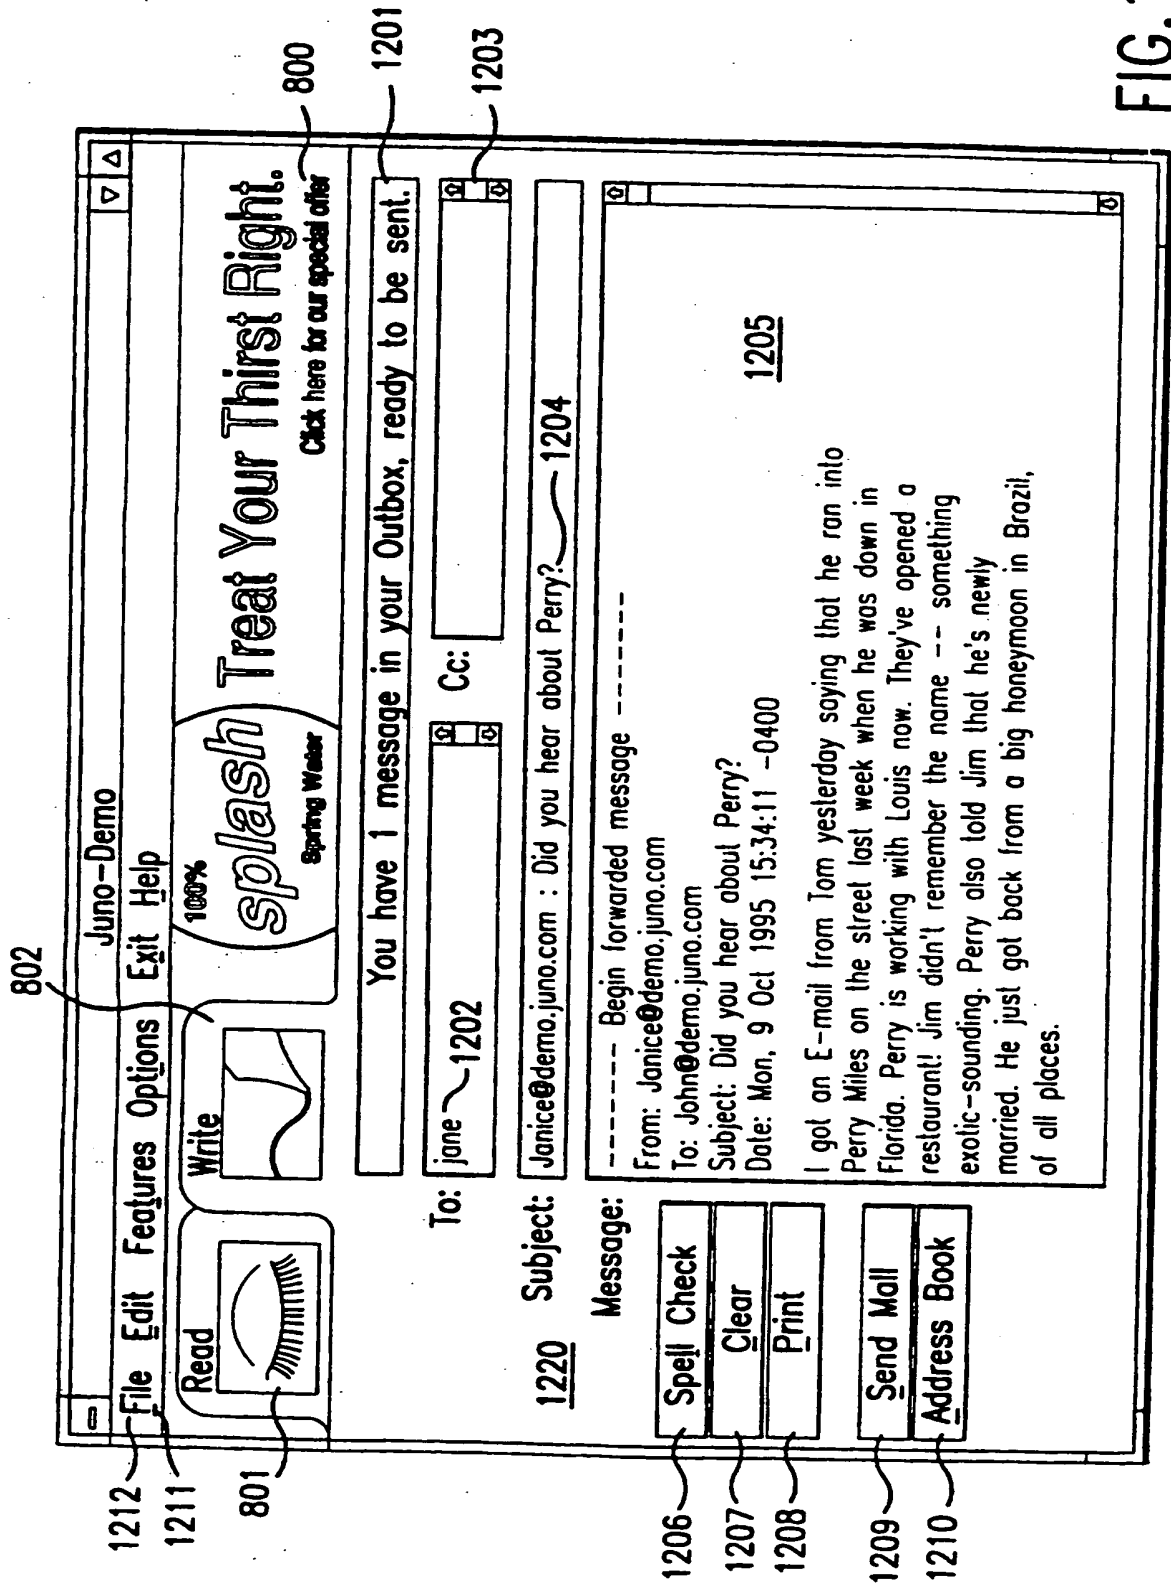 802
Juno-Demo
1212
File Edit Features Options Exit Help
1211
Read
Write
801
100%
splash
Spring Water
Treat Your Thirst Right.
Click here for our special offer
800
You have 1 message in your Outbox, ready to be sent.
1201
To: jane
1202
Cc:
1203
1220
Subject: Janice@demo.juno.com : Did you hear about Perry?
1204
Message:
------- Begin forwarded message -------
From: Janice@demo.juno.com
To: John@demo.juno.com
Subject: Did you hear about Perry?
Date: Mon, 9 Oct 1995 15:34:11 -0400
I got an E-mail from Tom yesterday saying that he ran into
Perry Miles on the street last week when he was down in
Florida. Perry is working with Louis now. They've opened a
restaurant! Jim didn't remember the name -- something
exotic-sounding. Perry also told Jim that he's newly
married. He just got back from a big honeymoon in Brazil,
of all places.
1205
1206
Spell Check
1207
Clear
1208
Print
1209
Send Mail
1210
Address Book
FIG.